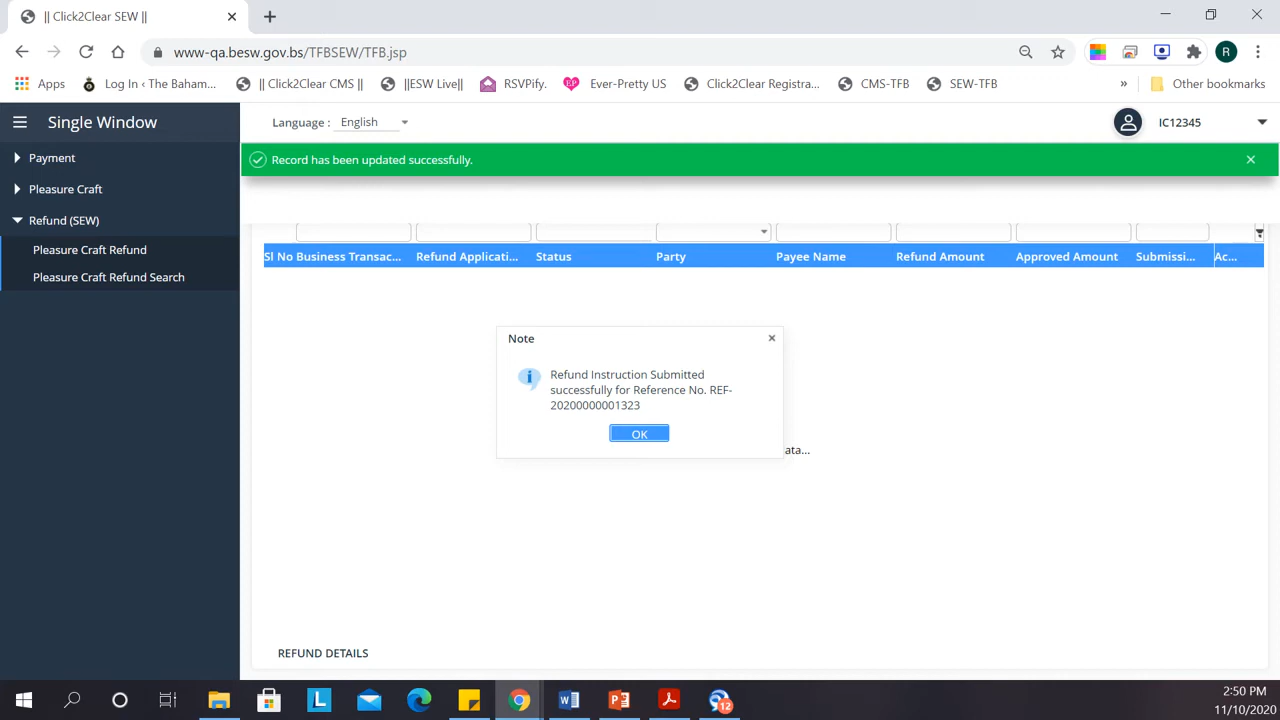 || Click2Clear SEW ||
www-qa.besw.gov.bs/TFBSEW/TFB.jsp
R
Apps
Log In ‹ The Baham...
|| Click2Clear CMS ||
||ESW Live||
RSVPify.
Ever-Pretty US
Click2Clear Registra...
CMS-TFB
SEW-TFB
»
Other bookmarks
Single Window
Language :
English
IC12345
Payment
Record has been updated successfully.
Pleasure Craft
Refund (SEW)
Pleasure Craft Refund
Pleasure Craft Refund Search
Sl No Business Transac...
Refund Applicati...
Status
Party
Payee Name
Refund Amount
Approved Amount
Submissi...
Ac...
Note
Refund Instruction Submitted
successfully for Reference No. REF-
20200000001323
OK
ata...
REFUND DETAILS
L
12
2:50 PM
11/10/2020